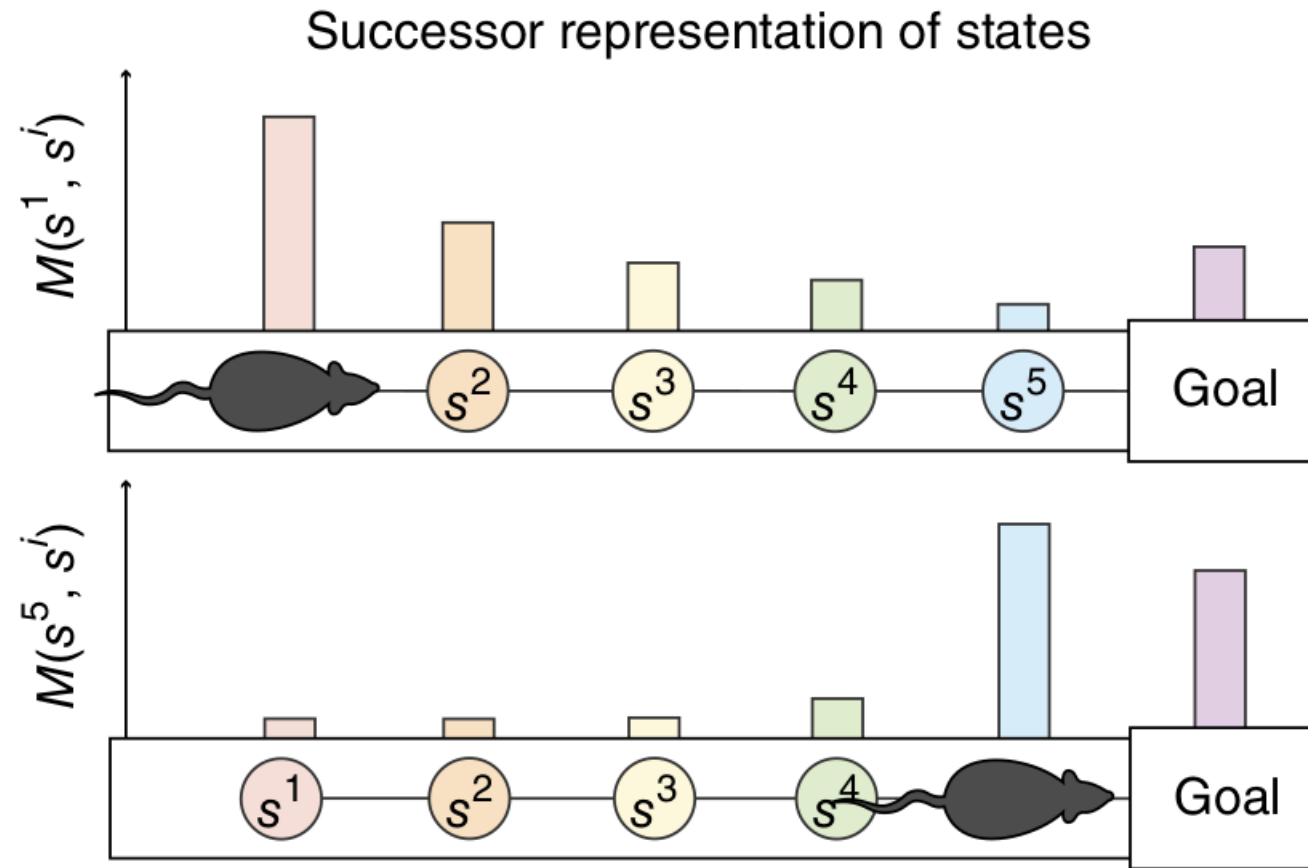 Successor representation of states
M(s¹, sⁱ)
s² s³ s⁴ s⁵ Goal
M(s⁵, sⁱ)
s¹ s² s³ s⁴ Goal